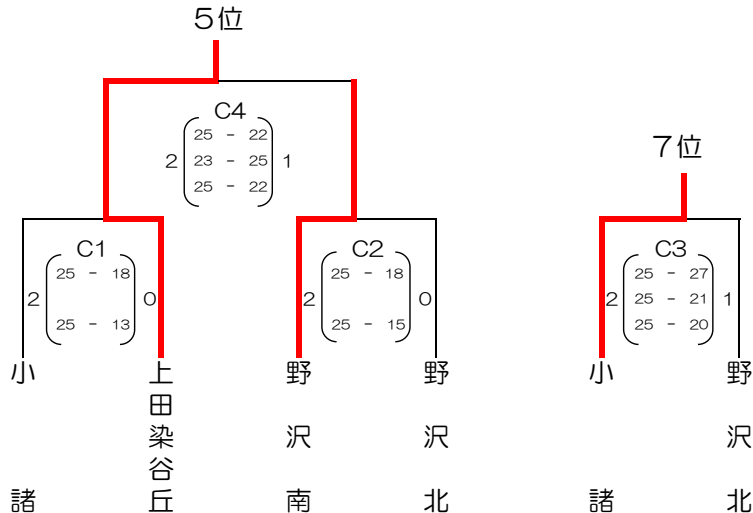 5位
C4
25 - 22
2 23 - 25 1
25 - 22
7位
C1
25 - 18
2 0
25 - 13
C2
25 - 18
2 0
25 - 15
C3
25 - 27
2 25 - 21 1
25 - 20
小諸
上田染谷丘
野沢南
野沢北
小諸
野沢北